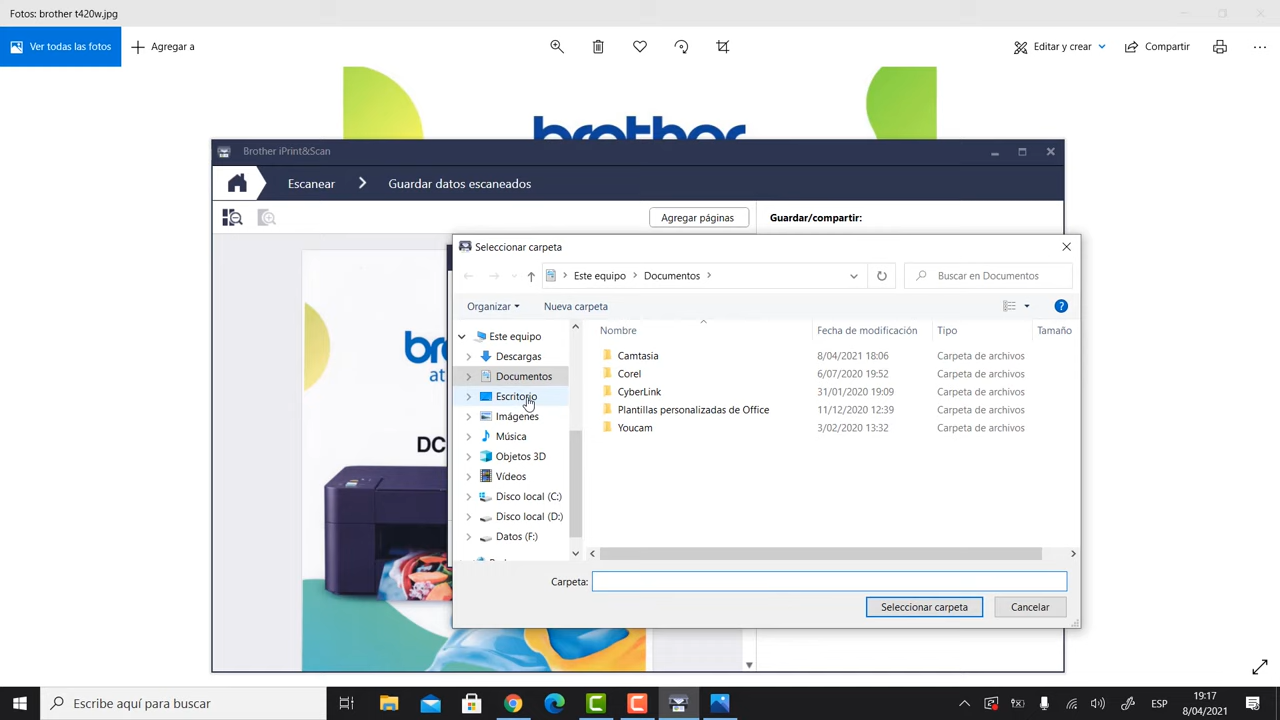 Fotos: brother t420w.jpg
Ver todas las fotos
Agregar a
Editar y crear
Compartir
brother
Brother iPrint&Scan
Escanear
Guardar datos escaneados
Agregar páginas
Guardar/compartir:
Seleccionar carpeta
Este equipo
Documentos
Buscar en Documentos
Organizar
Nueva carpeta
Este equipo
Descargas
Documentos
Escritorio
Imágenes
Música
Objetos 3D
Vídeos
Disco local (C:)
Disco local (D:)
Datos (F:)
Nombre Fecha de modificación Tipo Tamaño
Camtasia 8/04/2021 18:06 Carpeta de archivos
Corel 6/07/2020 19:52 Carpeta de archivos
CyberLink 31/01/2020 19:09 Carpeta de archivos
Plantillas personalizadas de Office 11/12/2020 12:39 Carpeta de archivos
Youcam 3/02/2020 13:32 Carpeta de archivos
Carpeta:
Seleccionar carpeta
Cancelar
bro
at
DC
Escribe aquí para buscar
ESP
19:17
8/04/2021